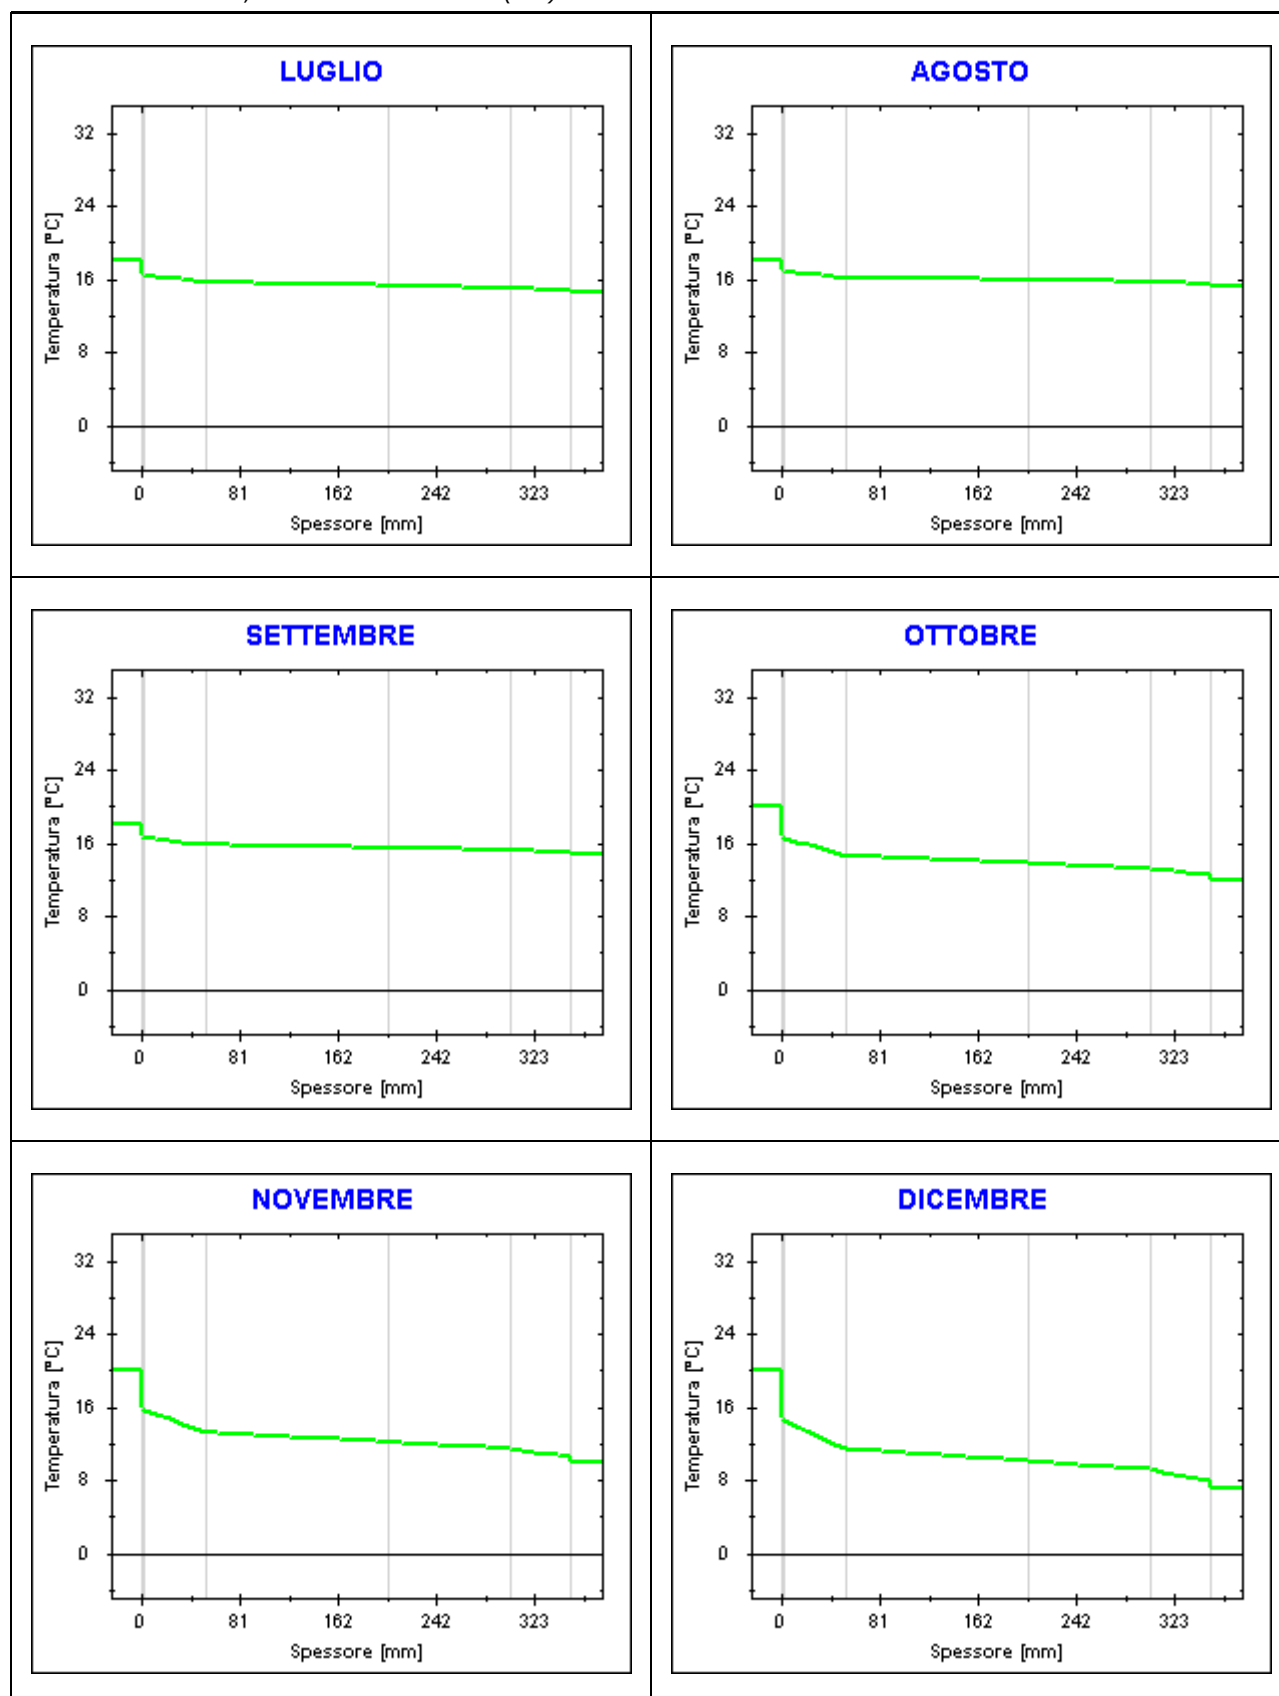 LUGLIO
32
24
16
8
0
Temperatura [°C]
0 81 162 242 323
Spessore [mm]
AGOSTO
32
24
16
8
0
Temperatura [°C]
0 81 162 242 323
Spessore [mm]
SETTEMBRE
32
24
16
8
0
Temperatura [°C]
0 81 162 242 323
Spessore [mm]
OTTOBRE
32
24
16
8
0
Temperatura [°C]
0 81 162 242 323
Spessore [mm]
NOVEMBRE
32
24
16
8
0
Temperatura [°C]
0 81 162 242 323
Spessore [mm]
DICEMBRE
32
24
16
8
0
Temperatura [°C]
0 81 162 242 323
Spessore [mm]